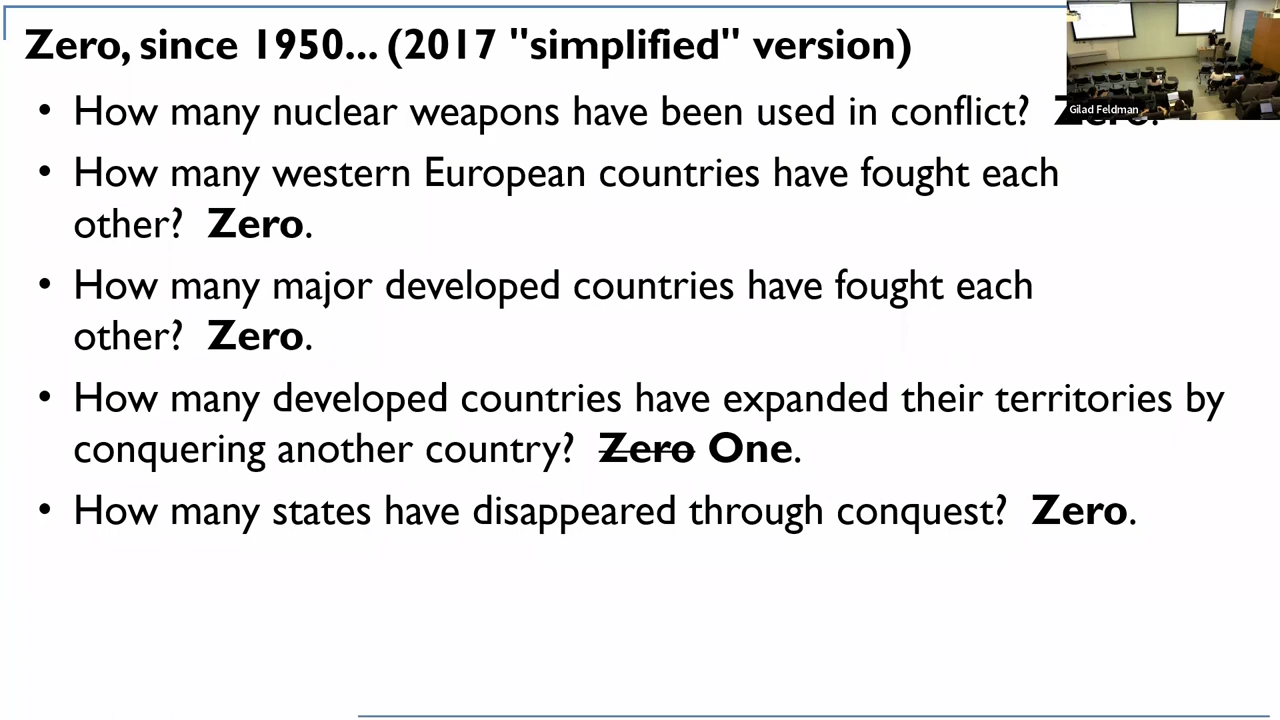 Zero, since 1950... (2017 "simplified" version)
• How many nuclear weapons have been used in conflict? Zero.
Gilad Feldman
• How many western European countries have fought each
other? Zero.
• How many major developed countries have fought each
other? Zero.
• How many developed countries have expanded their territories by
conquering another country? Zero One.
• How many states have disappeared through conquest? Zero.